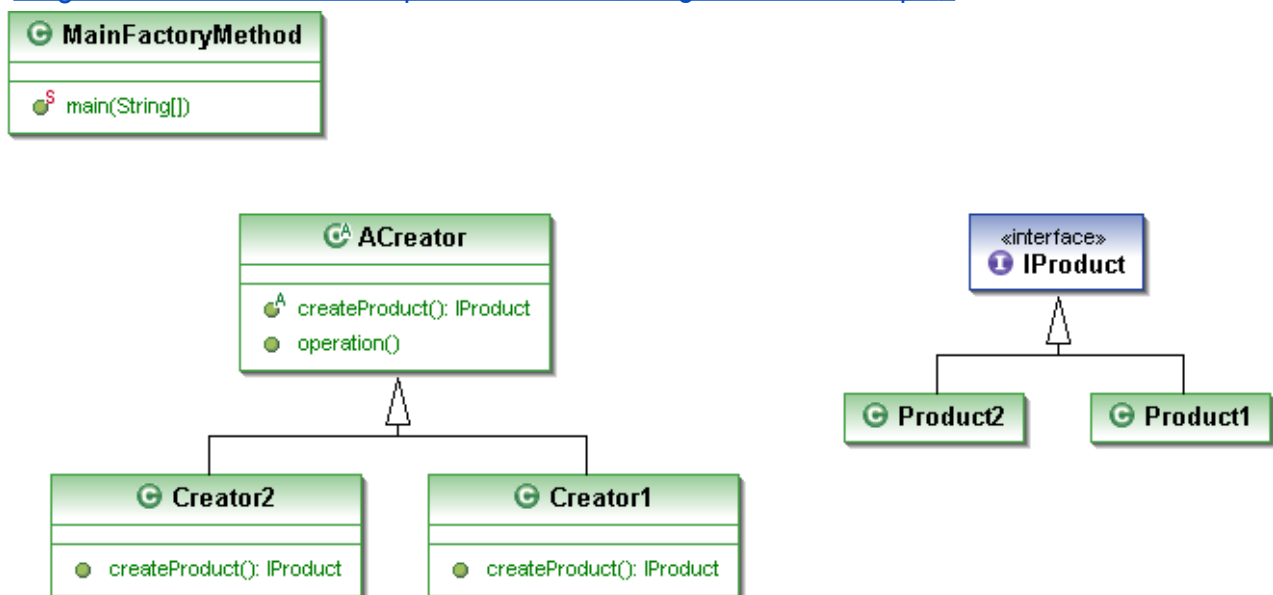 MainFactoryMethod
main(String[])
ACreator
createProduct(): IProduct
operation()
«interface»
IProduct
Product2
Product1
Creator2
createProduct(): IProduct
Creator1
createProduct(): IProduct